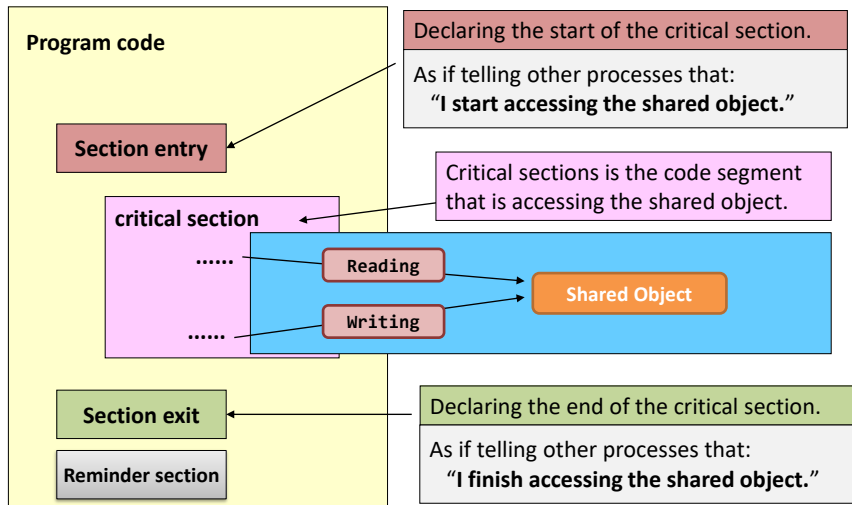 Program code
Declaring the start of the critical section.
As if telling other processes that:
“I start accessing the shared object.”
Section entry
Critical sections is the code segment
that is accessing the shared object.
critical section
......
Reading
Shared Object
Writing
......
Section exit
Declaring the end of the critical section.
As if telling other processes that:
“I finish accessing the shared object.”
Reminder section